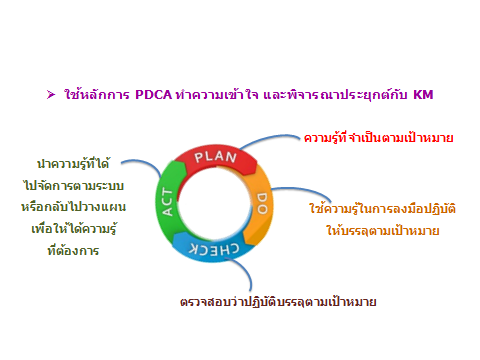 ➢ ใช้หลักการ PDCA ทำความเข้าใจ และพิจารณาประยุกต์กับ KM
ความรู้ที่จำเป็นตามเป้าหมาย
PLAN
นำความรู้ที่ได้
ไปจัดการตามระบบ
หรือกลับไปวางแผน
เพื่อให้ได้ความรู้
ที่ต้องการ
ACT
DO
ใช้ความรู้ในการลงมือปฏิบัติ
ให้บรรลุตามเป้าหมาย
CHECK
ตรวจสอบว่าปฏิบัติบรรลุตามเป้าหมาย